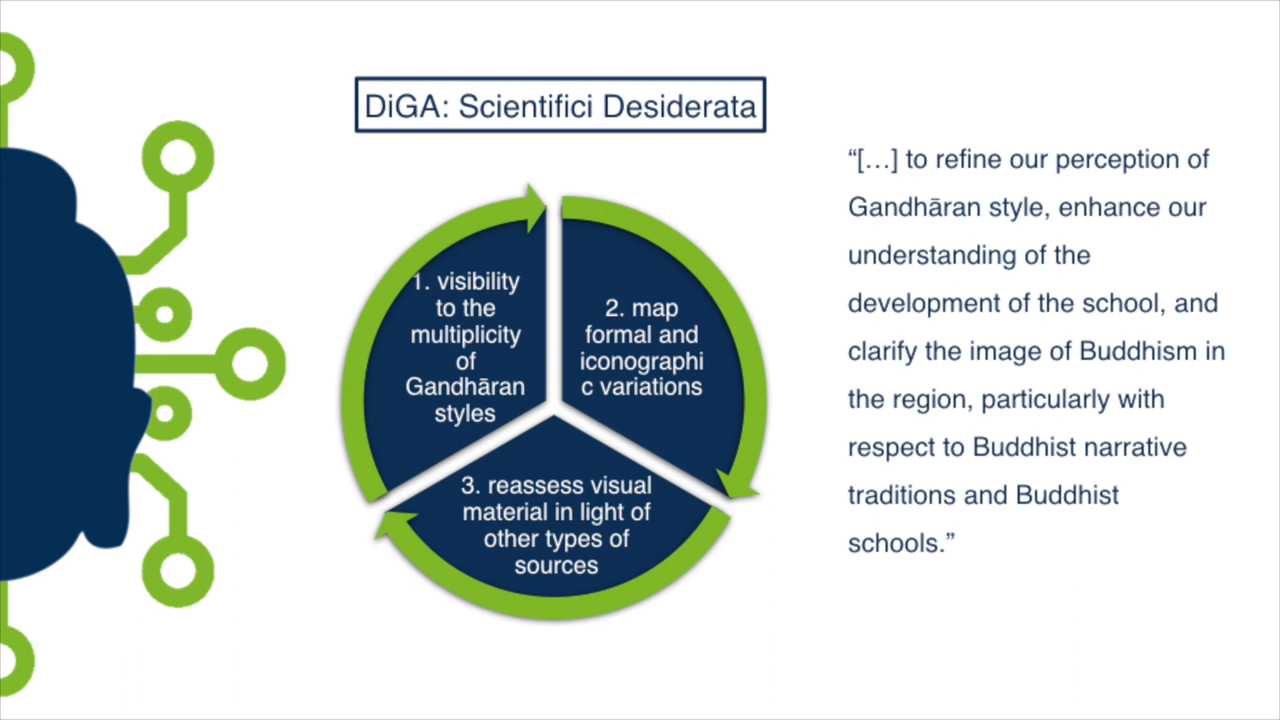 DiGA: Scientifici Desiderata
1. visibility
to the
multiplicity
of
Gandhāran
styles
2. map
formal and
iconographi
c variations
3. reassess visual
material in light of
other types of
sources
“[…] to refine our perception of
Gandhāran style, enhance our
understanding of the
development of the school, and
clarify the image of Buddhism in
the region, particularly with
respect to Buddhist narrative
traditions and Buddhist
schools.”